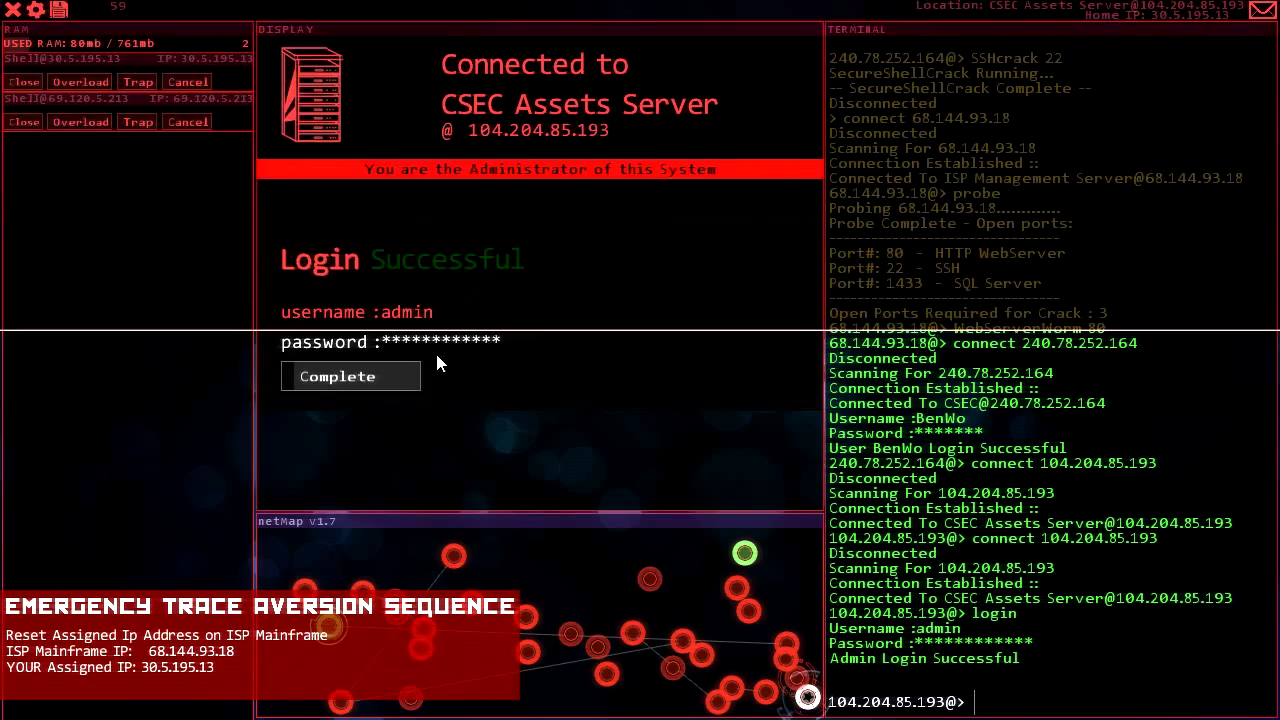 59
Location: CSEC Assets Server@104.204.85.193
Home IP: 30.5.195.13
RAM
USED RAM: 80mb / 761mb 2
Shell@30.5.195.13 IP: 30.5.195.13
Close Overload Trap Cancel
Shell@69.120.5.213 IP: 69.120.5.213
Close Overload Trap Cancel
DISPLAY
Connected to
CSEC Assets Server
@ 104.204.85.193
You are the Administrator of this System
Login Successful
username :admin
password :************
Complete
netMap v1.7
EMERGENCY TRACE AVERSION SEQUENCE
Reset Assigned Ip Address on ISP Mainframe
ISP Mainframe IP: 68.144.93.18
YOUR Assigned IP: 30.5.195.13
TERMINAL
240.78.252.164@> SSHcrack 22
SecureShellCrack Running...
-- SecureShellCrack Complete --
Disconnected
> connect 68.144.93.18
Disconnected
Scanning For 68.144.93.18
Connection Established ::
Connected To ISP Management Server@68.144.93.18
68.144.93.18@> probe
Probing 68.144.93.18.............
Probe Complete - Open ports:
---------------------------------
Port#: 80 - HTTP WebServer
Port#: 22 - SSH
Port#: 1433 - SQL Server
---------------------------------
Open Ports Required for Crack : 3
68.144.93.18@> WebServerWorm 80
68.144.93.18@> connect 240.78.252.164
Disconnected
Scanning For 240.78.252.164
Connection Established ::
Connected To CSEC@240.78.252.164
Username :BenWo
Password :*******
User BenWo Login Successful
240.78.252.164@> connect 104.204.85.193
Disconnected
Scanning For 104.204.85.193
Connection Established ::
Connected To CSEC Assets Server@104.204.85.193
104.204.85.193@> connect 104.204.85.193
Disconnected
Scanning For 104.204.85.193
Connection Established ::
Connected To CSEC Assets Server@104.204.85.193
104.204.85.193@> login
Username :admin
Password :************
Admin Login Successful
104.204.85.193@>